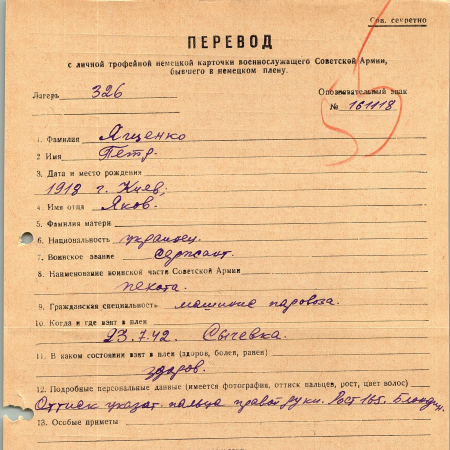 Сов. секретно
ПЕРЕВОД
с личной трофейной немецкой карточки военнослужащего Советской Армии,
бывшего в немецком плену.
Лагерь 326
Опознавательный знак
№ 161118
1. Фамилия Ященко
2 Имя Петр.
3. Дата и место рождения
1918 г. Киев;
4. Имя отца Яков.
5. Фамилия матери
6. Национальность украинец.
7. Воинское звание сержант.
8. Наименование воинской части Советской Армии
пехота.
9. Гражданская специальность машинист паровоза.
10. Когда и где взят в плен
23.7.42. Сычевка.
11. В каком состоянии взят в плен (здоров, болен, ранен)
здоров.
12. Подробные персональные данные (имеется фотография, оттиск пальцев, рост, цвет волос)
Оттиск указат. пальца правой руки. Рост 165. Блондин.
13. Особые приметы